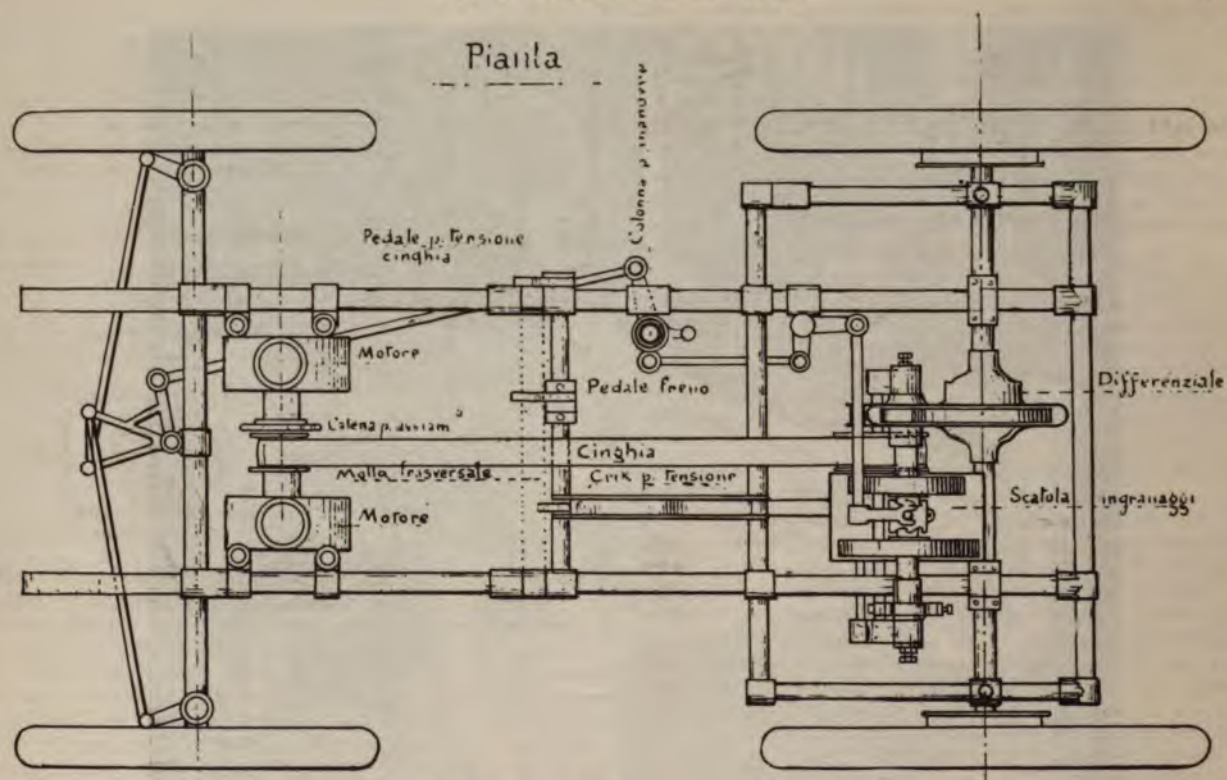 Pianta
Colonna p. manovra
Pedale p. Tensione
cinghia
Motore
Pedale freno
Differenziale
Catena p. avviam°
Cinghia
Molla trasversale
Crik p. Tensione
Scatola ingranaggi
Motore